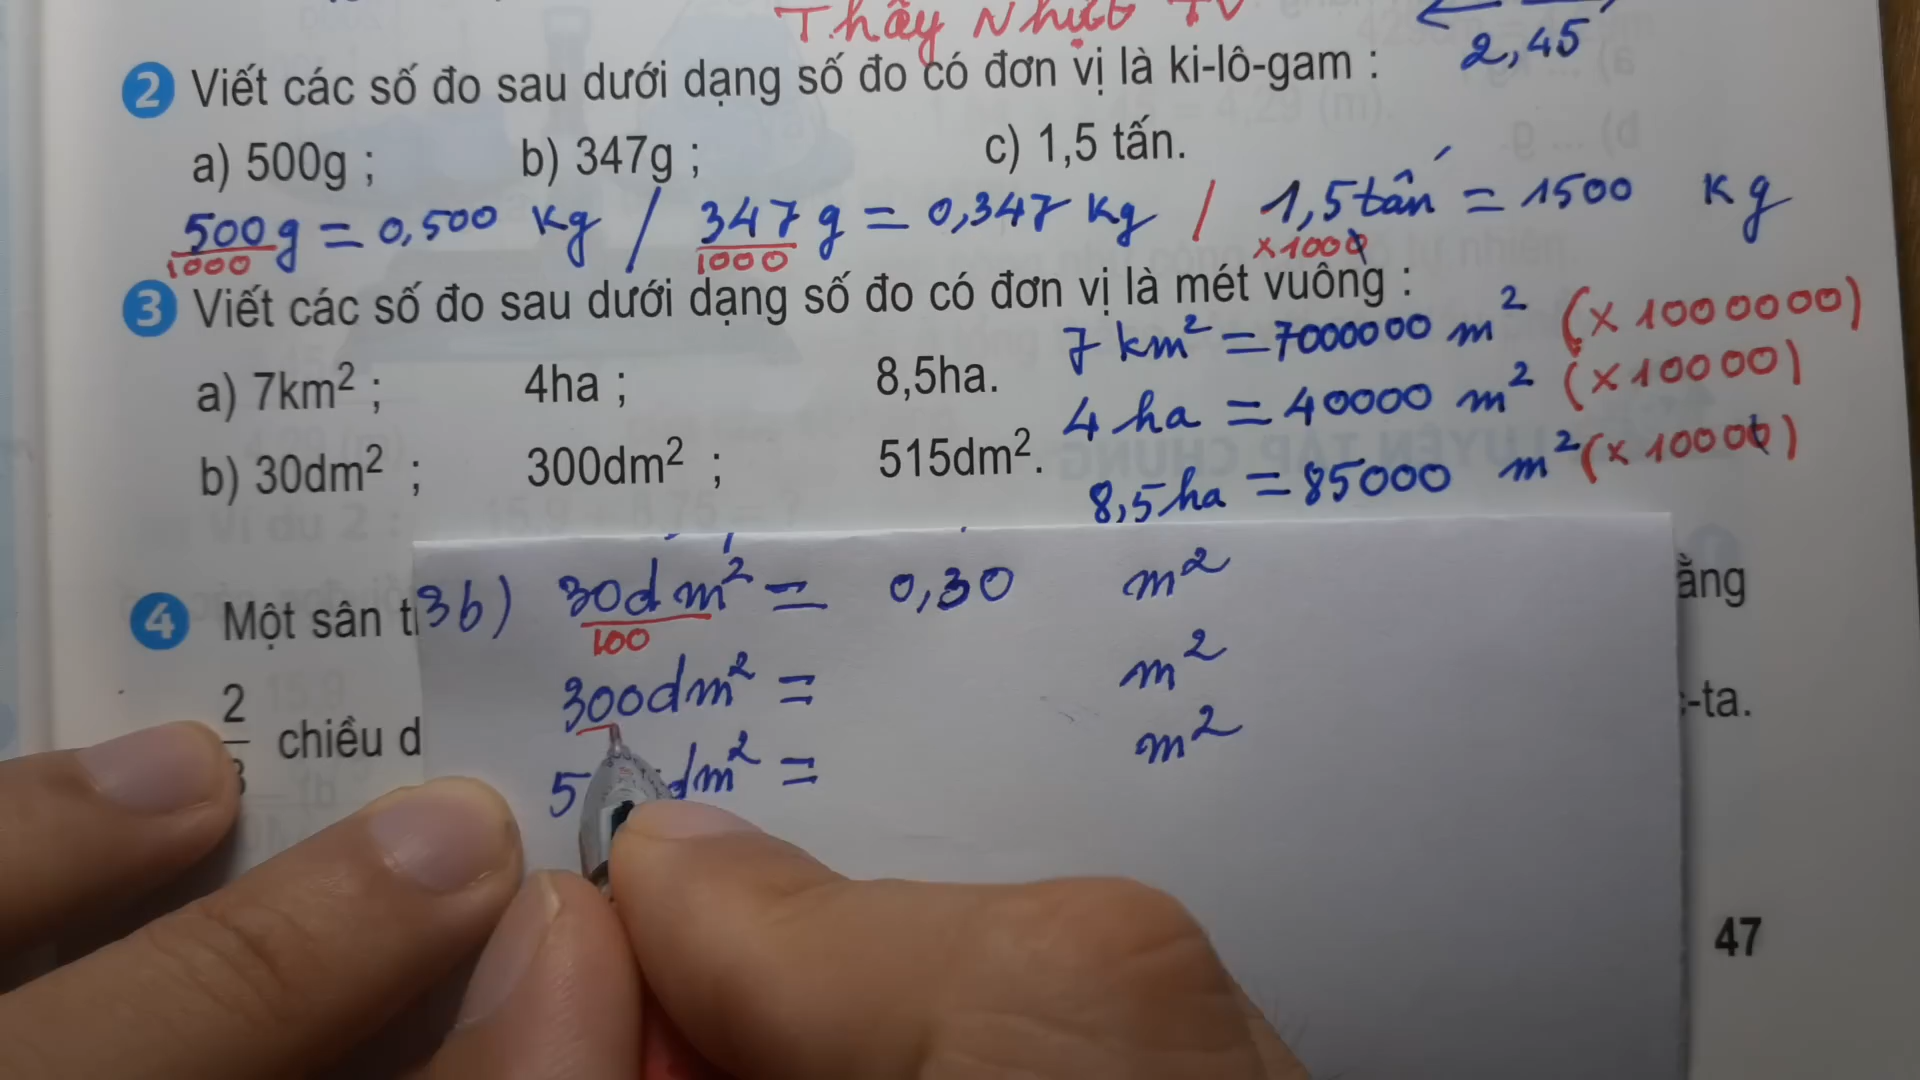 Thầy Nhựt TV
2,45
2 Viết các số đo sau dưới dạng số đo có đơn vị là ki-lô-gam :
a) 500g ; b) 347g ; c) 1,5 tấn.
500g = 0,500 kg / 347g = 0,347 kg / 1,5tấn = 1500 kg
1000 1000 ×1000
3 Viết các số đo sau dưới dạng số đo có đơn vị là mét vuông :
7 km² = 7000000 m² (×1000000)
a) 7km² ; 4ha ; 8,5ha.
4 ha = 40000 m² (×10000)
b) 30dm² ; 300dm² ; 515dm².
8,5ha = 85000 m² (×10000)
3b) 30dm² = 0,30 m²
100
300dm² = m²
5 dm² = m²
4 Một sân ằng
2 chiều d -ta.
47